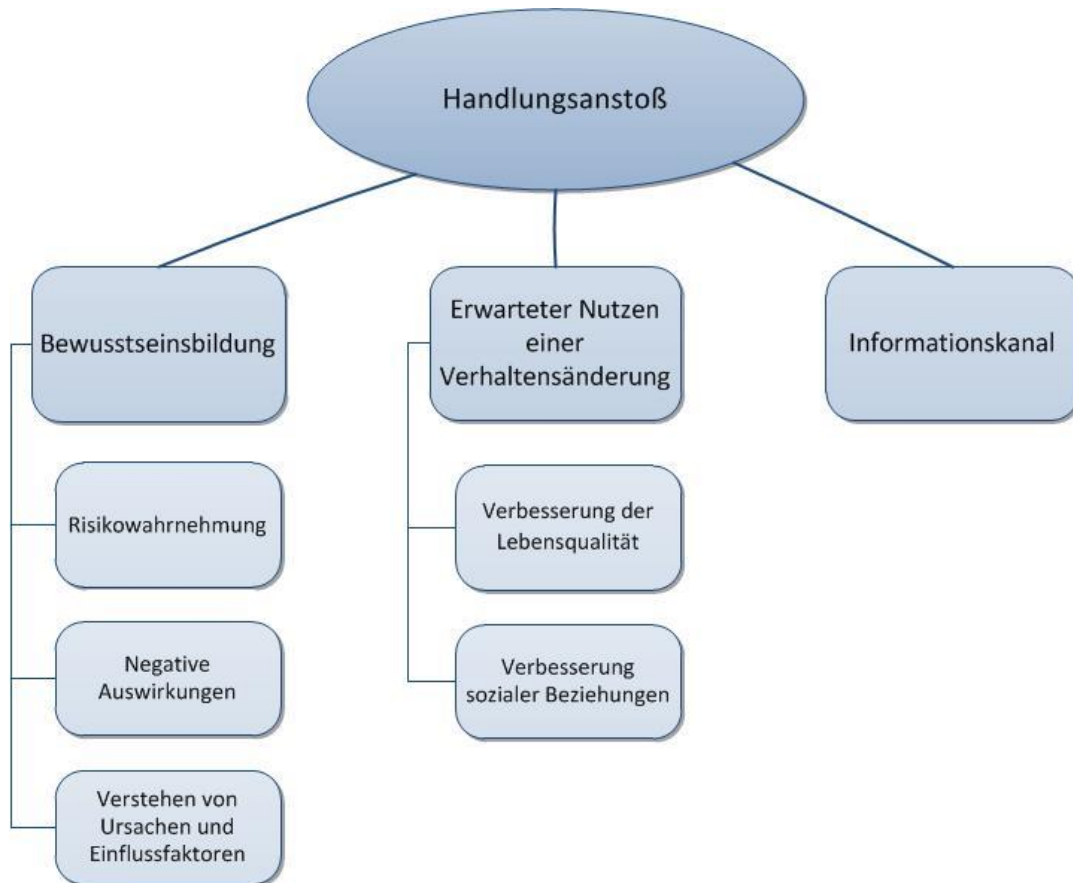 Handlungsanstoß
Bewusstseinsbildung
Risikowahrnehmung
Negative
Auswirkungen
Verstehen von
Ursachen und
Einflussfaktoren
Erwarteter Nutzen
einer
Verhaltensänderung
Verbesserung der
Lebensqualität
Verbesserung
sozialer Beziehungen
Informationskanal